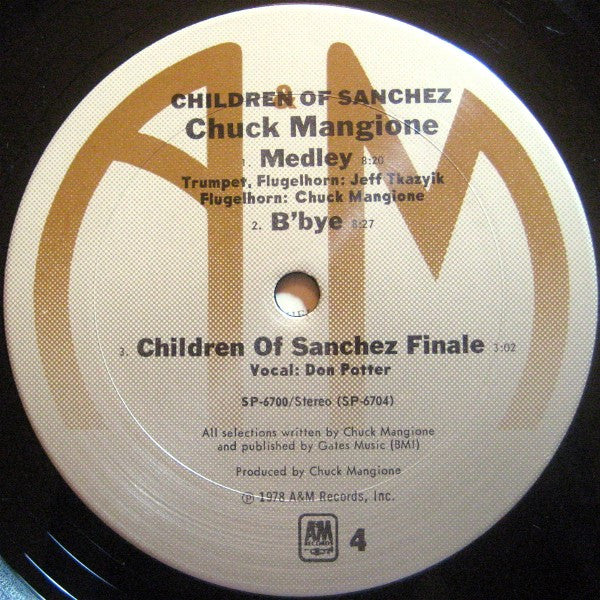 A&M
CHILDREN OF SANCHEZ
Chuck Mangione
1. Medley 8:20
Trumpet, Flugelhorn: Jeff Tkazyik
Flugelhorn: Chuck Mangione
2. B'bye 8:27
3. Children Of Sanchez Finale 3:02
Vocal: Don Potter
SP-6700/Stereo (SP-6704)
All selections written by Chuck Mangione
and published by Gates Music (BMI)
Produced by Chuck Mangione
℗ 1978 A&M Records, Inc.
A&M
RECORDS
4